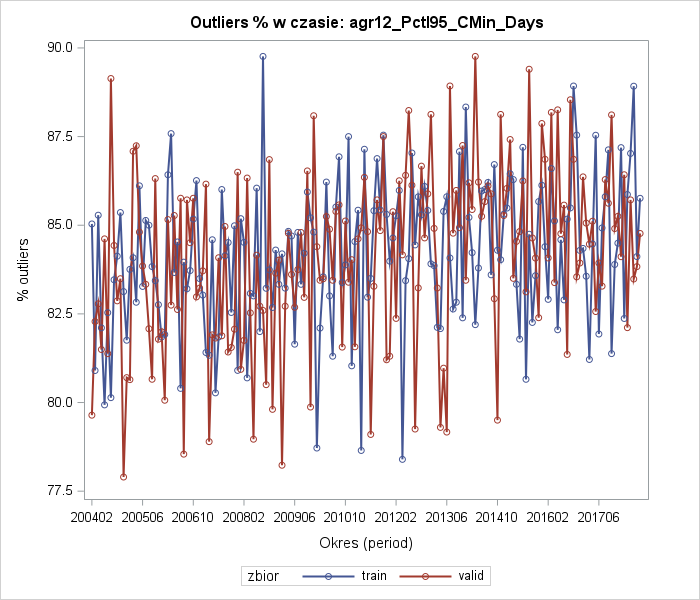 Outliers % w czasie: agr12_Pctl95_CMin_Days
% outliers
90.0
87.5
85.0
82.5
80.0
77.5
200402 200506 200610 200802 200906 201010 201202 201306 201410 201602 201706
Okres (period)
zbior train valid